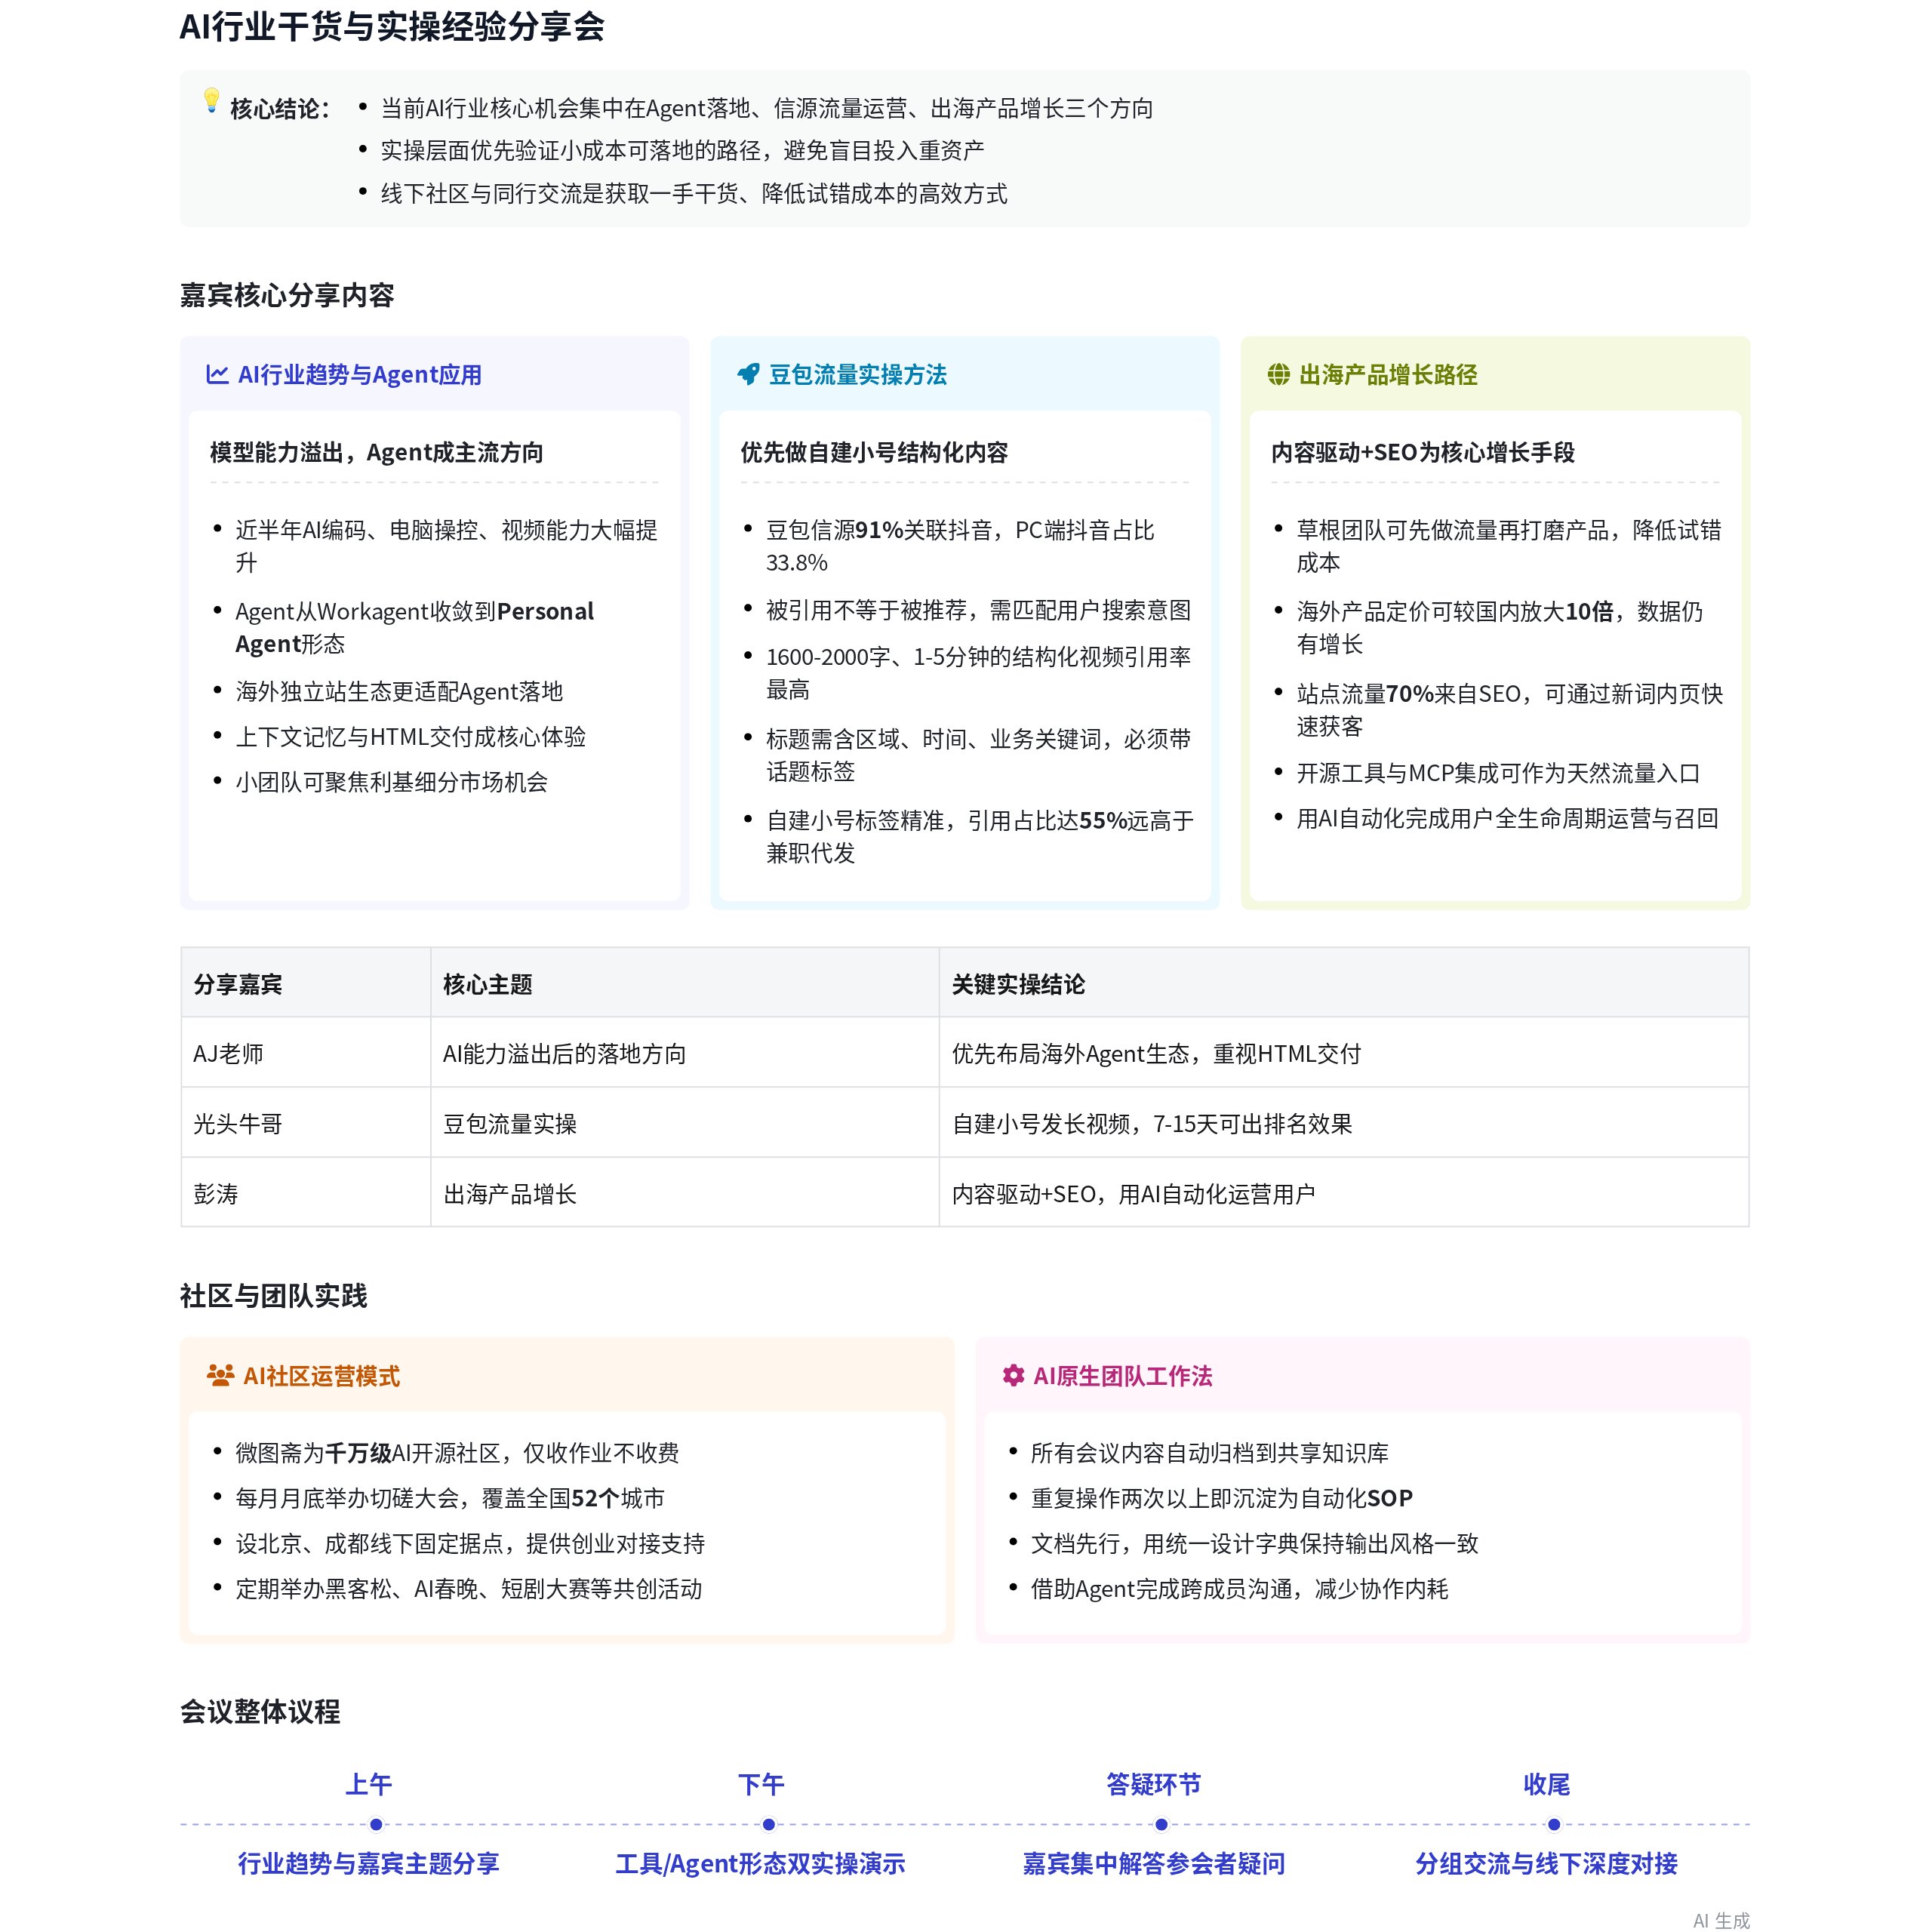 AI行业干货与实操经验分享会
核心结论：
当前AI行业核心机会集中在Agent落地、信源流量运营、出海产品增长三个方向
实操层面优先验证小成本可落地的路径，避免盲目投入重资产
线下社区与同行交流是获取一手干货、降低试错成本的高效方式
嘉宾核心分享内容
AI行业趋势与Agent应用
模型能力溢出，Agent成主流方向
近半年AI编码、电脑操控、视频能力大幅提
升
Agent从Workagent收敛到Personal
Agent形态
海外独立站生态更适配Agent落地
上下文记忆与HTML交付成核心体验
小团队可聚焦利基细分市场机会
豆包流量实操方法
优先做自建小号结构化内容
豆包信源91%关联抖音，PC端抖音占比
33.8%
被引用不等于被推荐，需匹配用户搜索意图
1600-2000字、1-5分钟的结构化视频引用率
最高
标题需含区域、时间、业务关键词，必须带
话题标签
自建小号标签精准，引用占比达55%远高于
兼职代发
出海产品增长路径
内容驱动+SEO为核心增长手段
草根团队可先做流量再打磨产品，降低试错
成本
海外产品定价可较国内放大10倍，数据仍
有增长
站点流量70%来自SEO，可通过新词内页快
速获客
开源工具与MCP集成可作为天然流量入口
用AI自动化完成用户全生命周期运营与召回
分享嘉宾 核心主题 关键实操结论
AJ老师 AI能力溢出后的落地方向 优先布局海外Agent生态，重视HTML交付
光头牛哥 豆包流量实操 自建小号发长视频，7-15天可出排名效果
彭涛 出海产品增长 内容驱动+SEO，用AI自动化运营用户
社区与团队实践
AI社区运营模式
微图斋为千万级AI开源社区，仅收作业不收费
每月月底举办切磋大会，覆盖全国52个城市
设北京、成都线下固定据点，提供创业对接支持
定期举办黑客松、AI春晚、短剧大赛等共创活动
AI原生团队工作法
所有会议内容自动归档到共享知识库
重复操作两次以上即沉淀为自动化SOP
文档先行，用统一设计字典保持输出风格一致
借助Agent完成跨成员沟通，减少协作内耗
会议整体议程
上午 下午 答疑环节 收尾
行业趋势与嘉宾主题分享 工具/Agent形态双实操演示 嘉宾集中解答参会者疑问 分组交流与线下深度对接
AI 生成